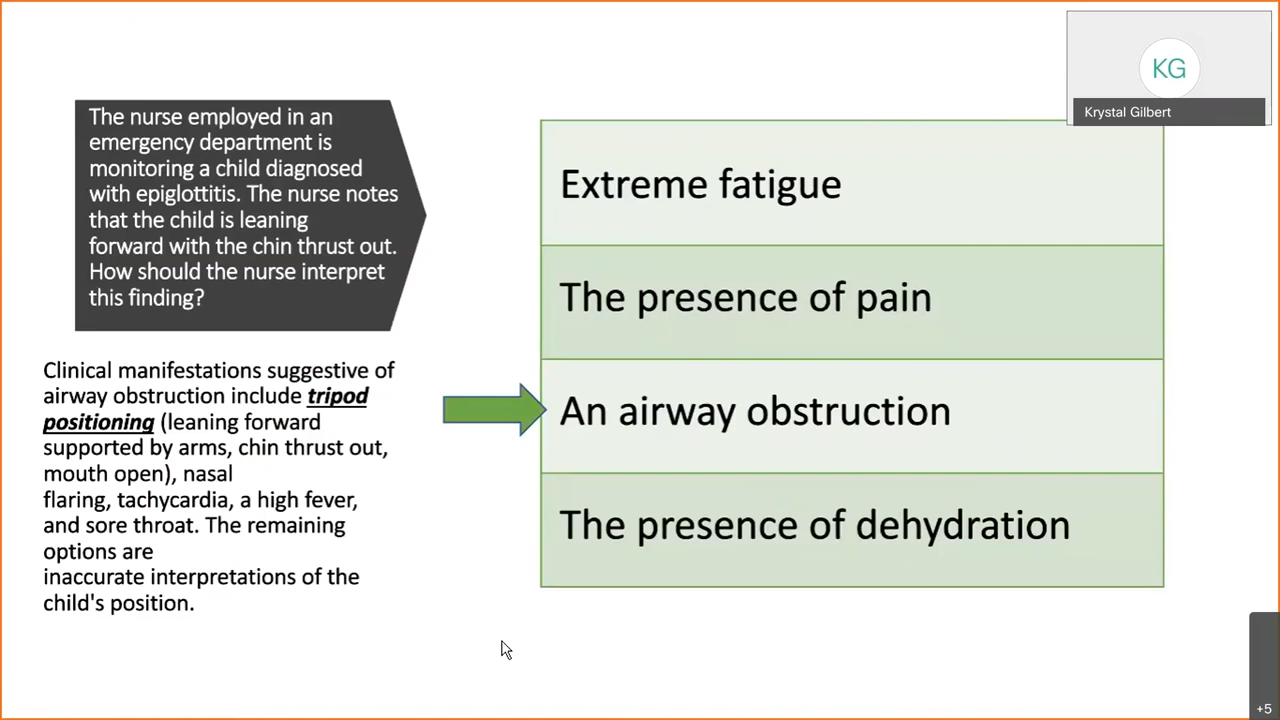 KG
Krystal Gilbert
The nurse employed in an
emergency department is
monitoring a child diagnosed
with epiglottitis. The nurse notes
that the child is leaning
forward with the chin thrust out.
How should the nurse interpret
this finding?
Clinical manifestations suggestive of
airway obstruction include tripod
positioning (leaning forward
supported by arms, chin thrust out,
mouth open), nasal
flaring, tachycardia, a high fever,
and sore throat. The remaining
options are
inaccurate interpretations of the
child's position.
Extreme fatigue
The presence of pain
An airway obstruction
The presence of dehydration
+5